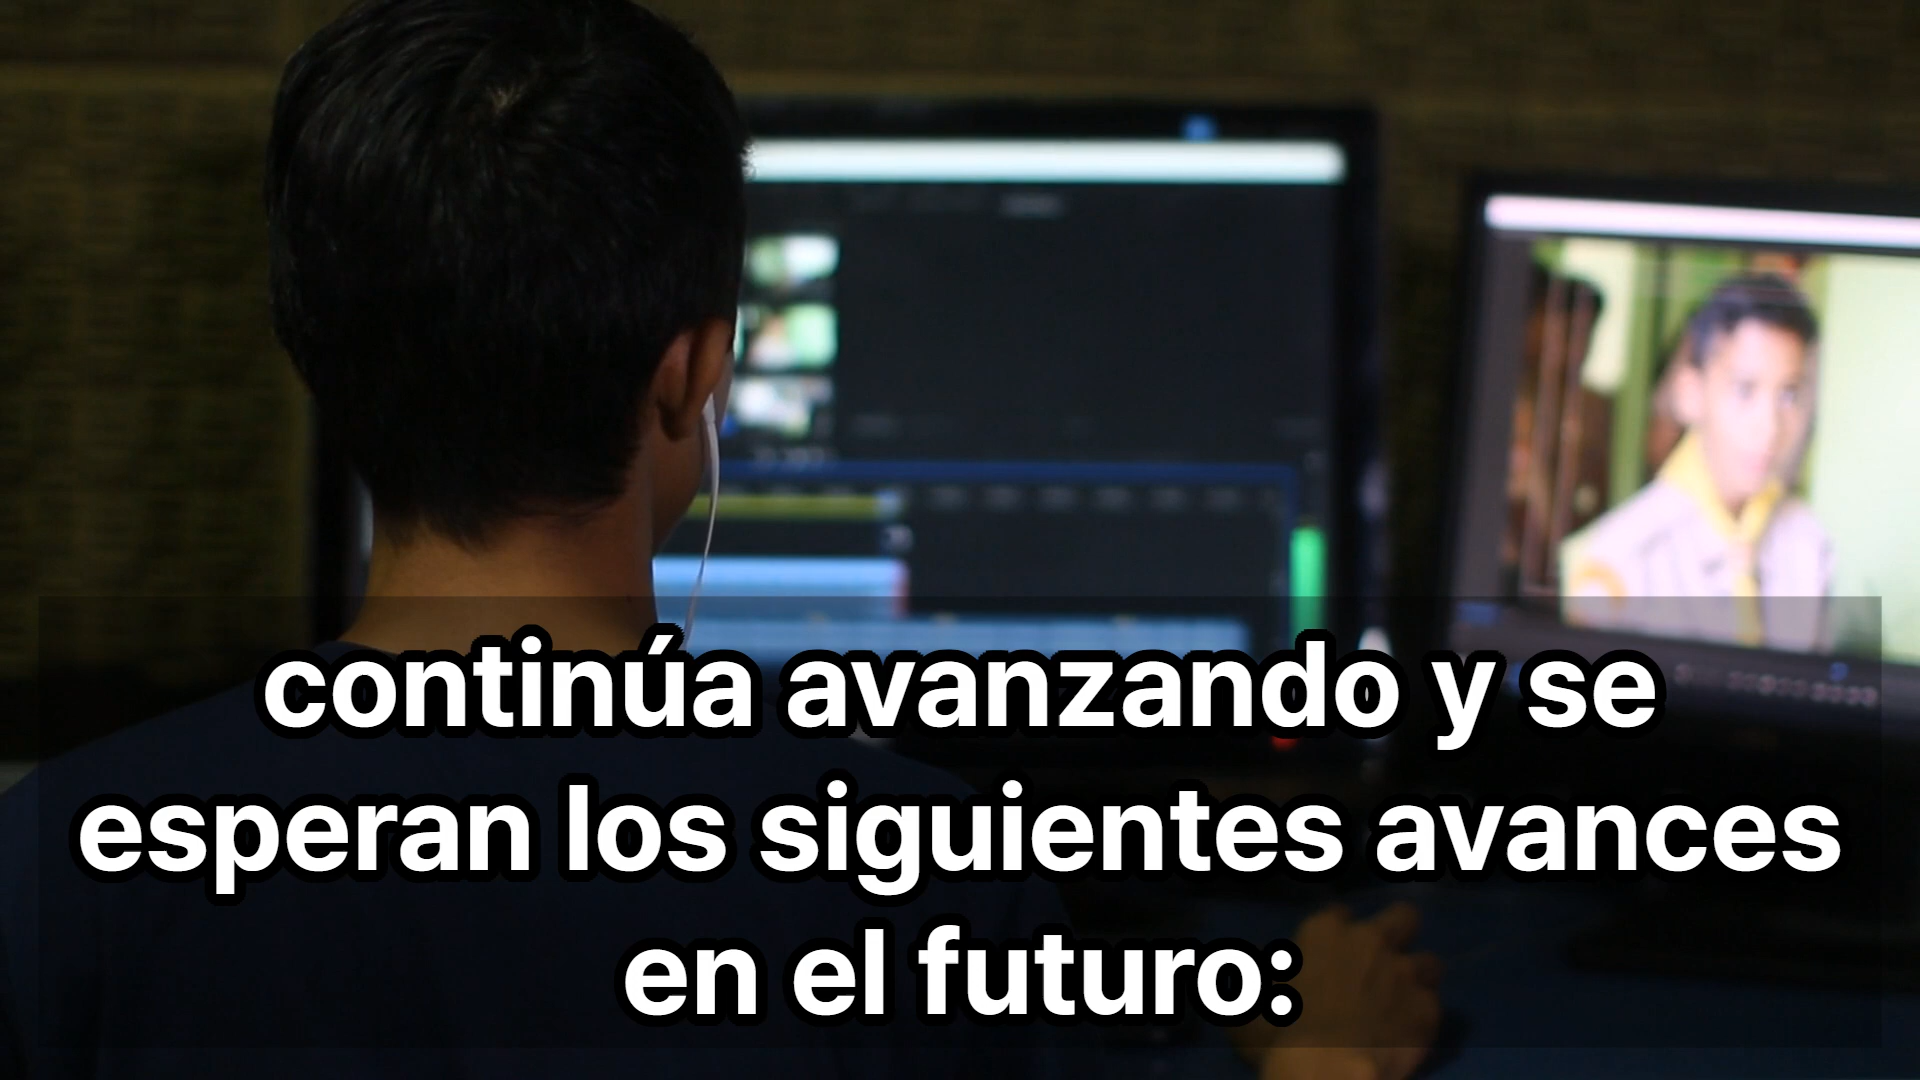 continúa avanzando y se
esperan los siguientes avances
en el futuro: